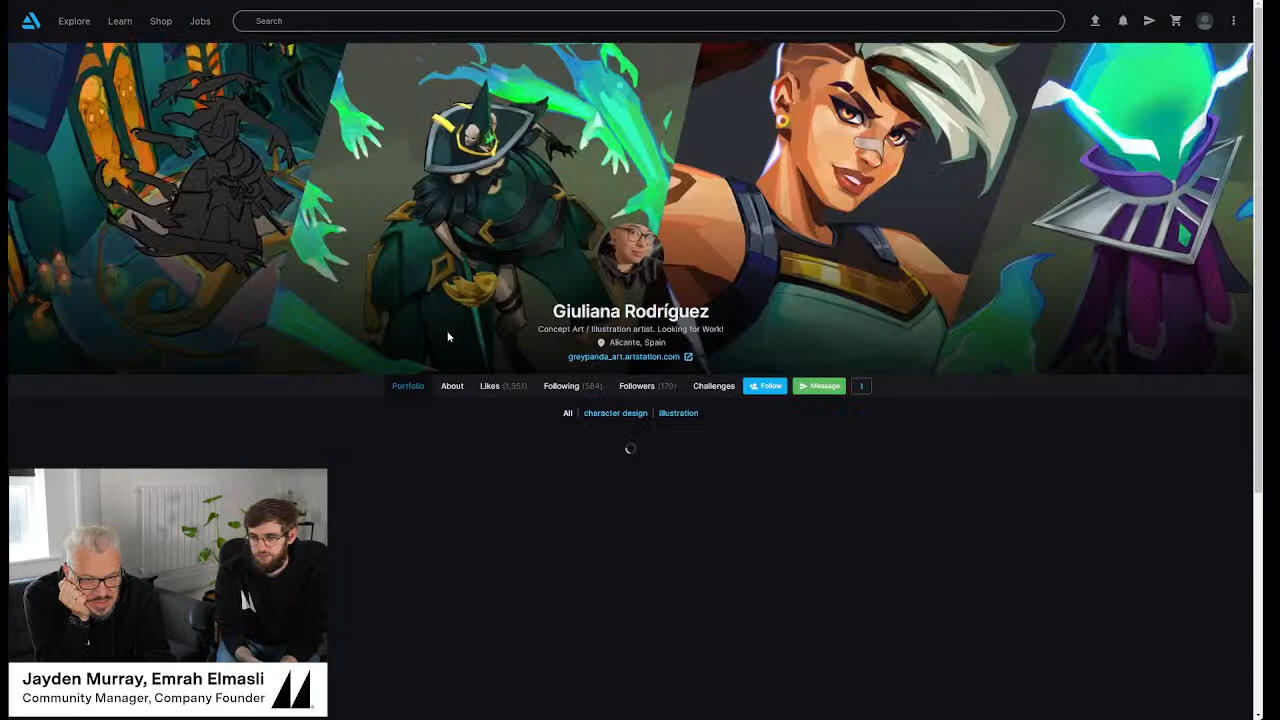 Explore Learn Shop Jobs Search
Giuliana Rodríguez
Concept Art / Illustration artist. Looking for Work!
Alicante, Spain
greypanda_art.artstation.com
Portfolio About Likes (1,351) Following (584) Followers (170) Challenges Follow Message
All | character design | illustration
Jayden Murray, Emrah Elmasli
Community Manager, Company Founder